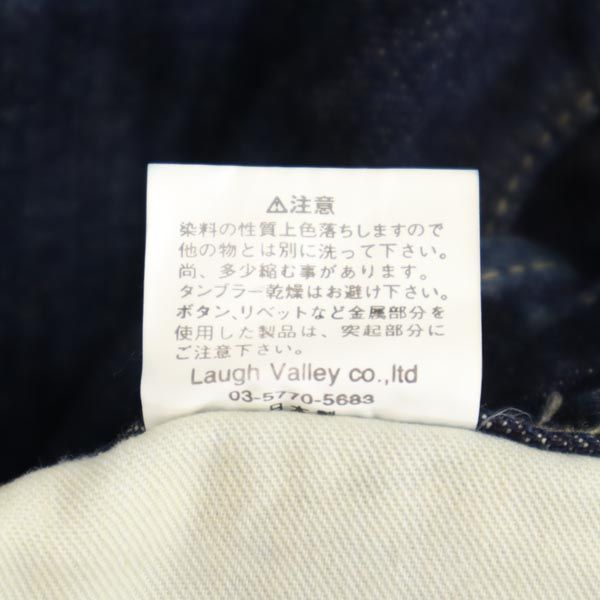 ⚠注意
染料の性質上色落ちしますので
他の物とは別に洗って下さい。
尚、多少縮む事があります。
タンブラー乾燥はお避け下さい。
ボタン、リベットなど金属部分を
使用した製品は、突起部分に
ご注意下さい。
Laugh Valley co.,ltd
03-5770-5683
日本製